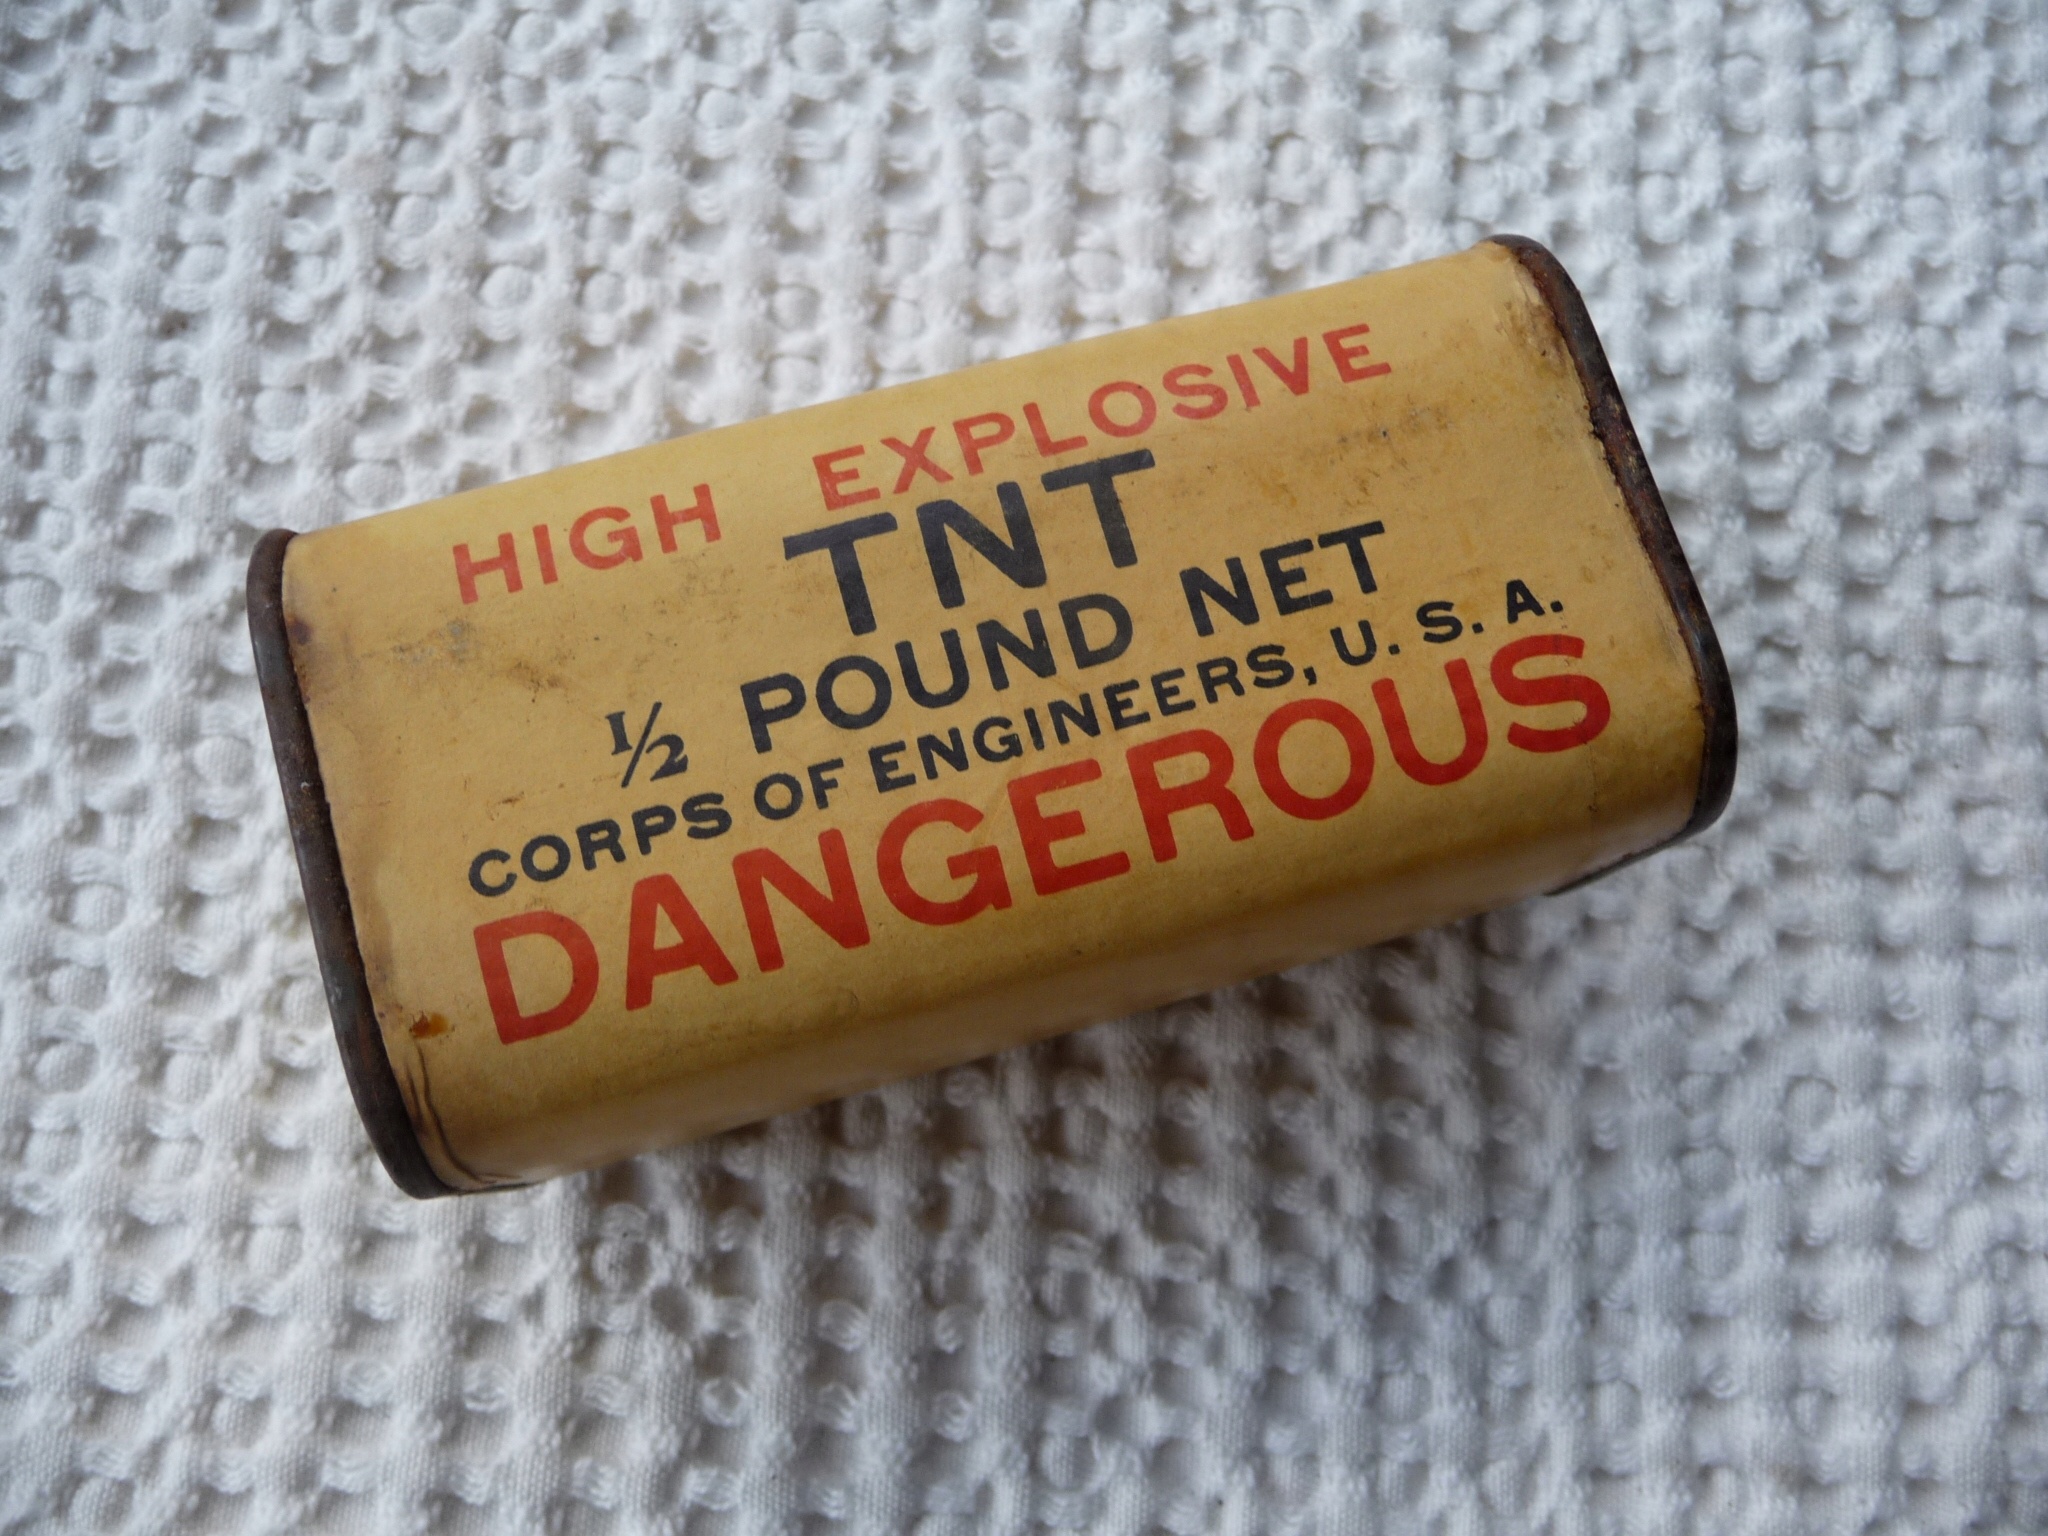 HIGH EXPLOSIVE
TNT
1/2 POUND NET
CORPS OF ENGINEERS, U. S. A.
DANGEROUS